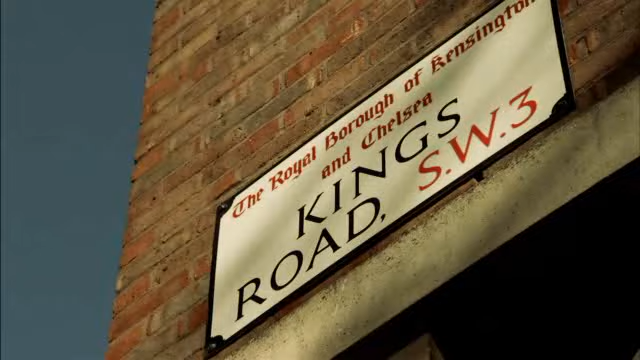 The Royal Borough of Kensington
and Chelsea
KINGS
ROAD, S.W.3